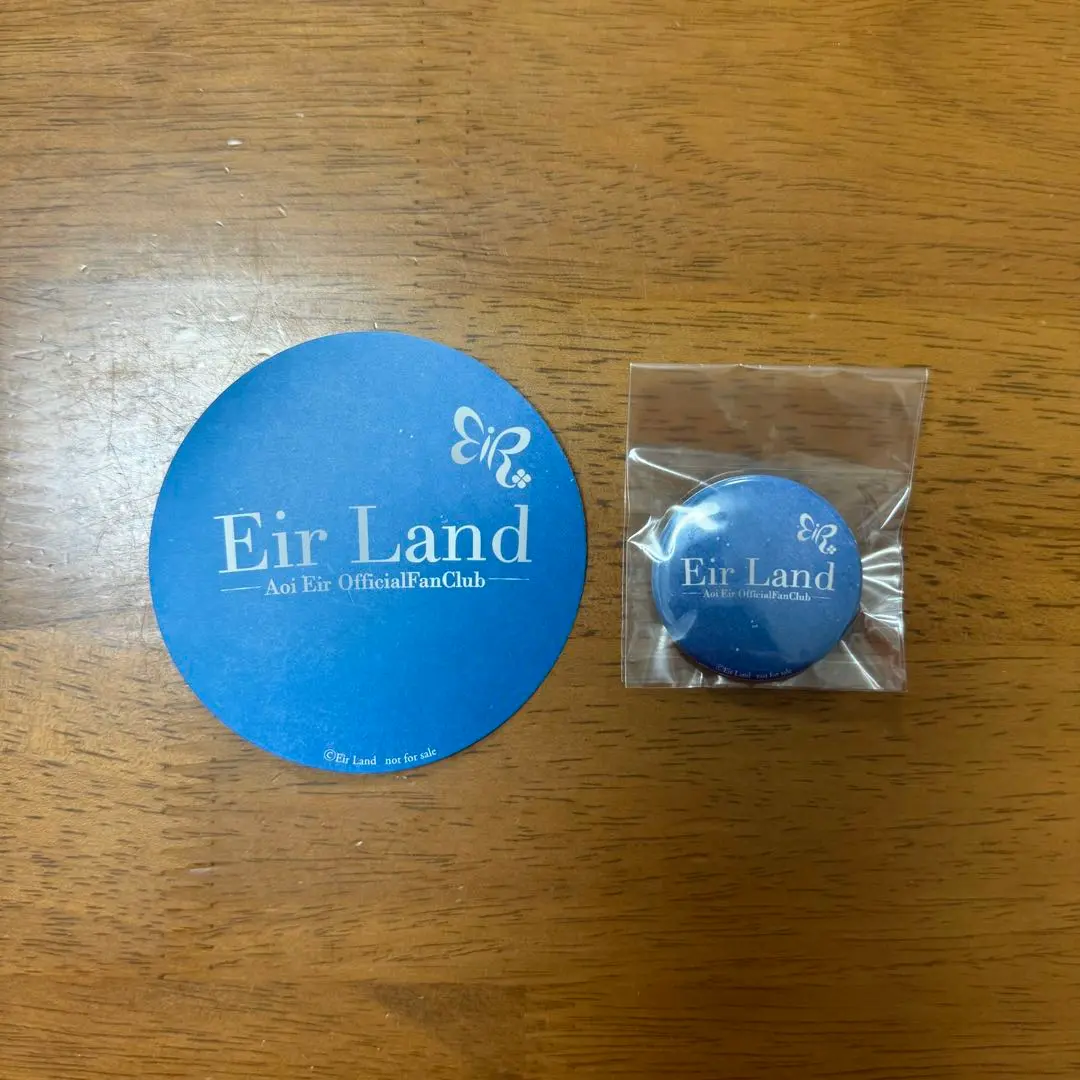 EiR
Eir Land
Aoi Eir OfficialFanClub
©Eir Land not for sale
EiR
Eir Land
Aoi Eir OfficialFanClub
©Eir Land not for sale